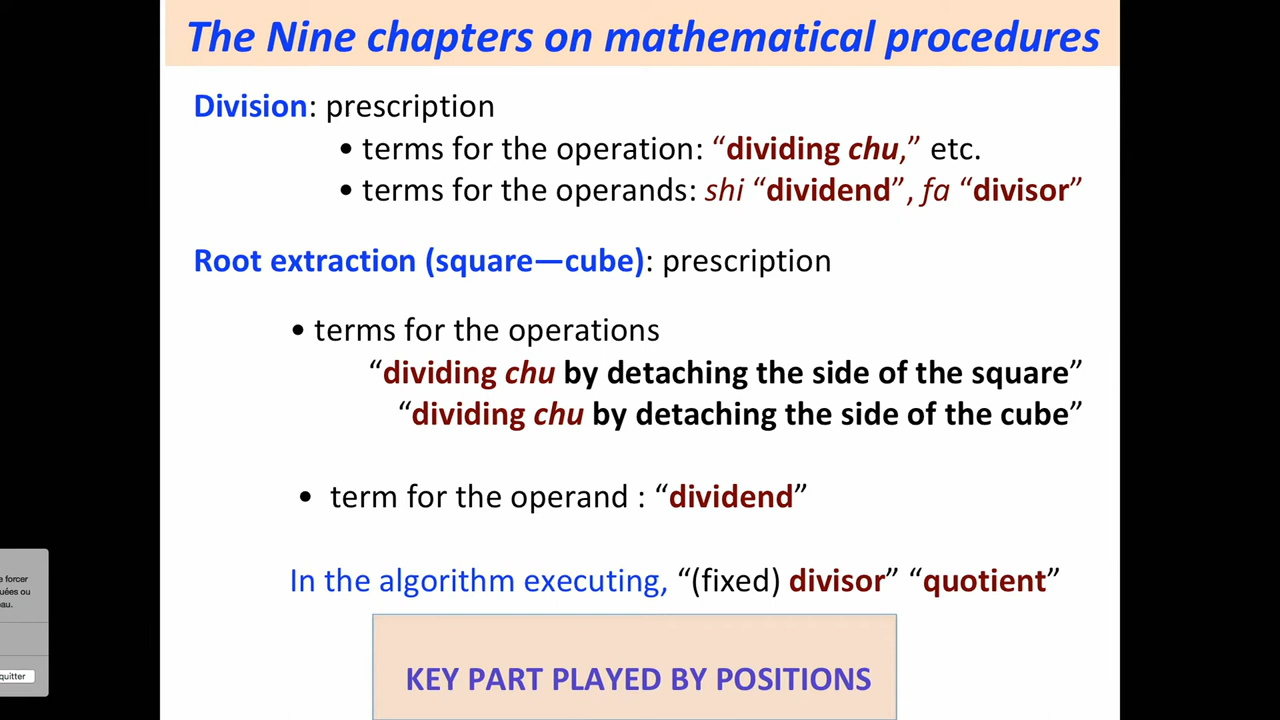 The Nine chapters on mathematical procedures
Division: prescription
• terms for the operation: “dividing chu,” etc.
• terms for the operands: shi “dividend”, fa “divisor”
Root extraction (square—cube): prescription
• terms for the operations
“dividing chu by detaching the side of the square”
“dividing chu by detaching the side of the cube”
• term for the operand : “dividend”
In the algorithm executing, “(fixed) divisor” “quotient”
KEY PART PLAYED BY POSITIONS
forcer
ou
quitter